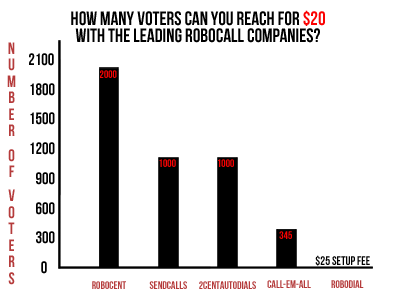 HOW MANY VOTERS CAN YOU REACH FOR $20
WITH THE LEADING ROBOCALL COMPANIES?
NUMBER OF VOTERS
2100
1800
1500
1200
900
600
300
0
2000
1000
1000
345
$25 SETUP FEE
ROBOCENT
SENDCALLS
2CENTAUTODIALS
CALL-EM-ALL
ROBODIAL